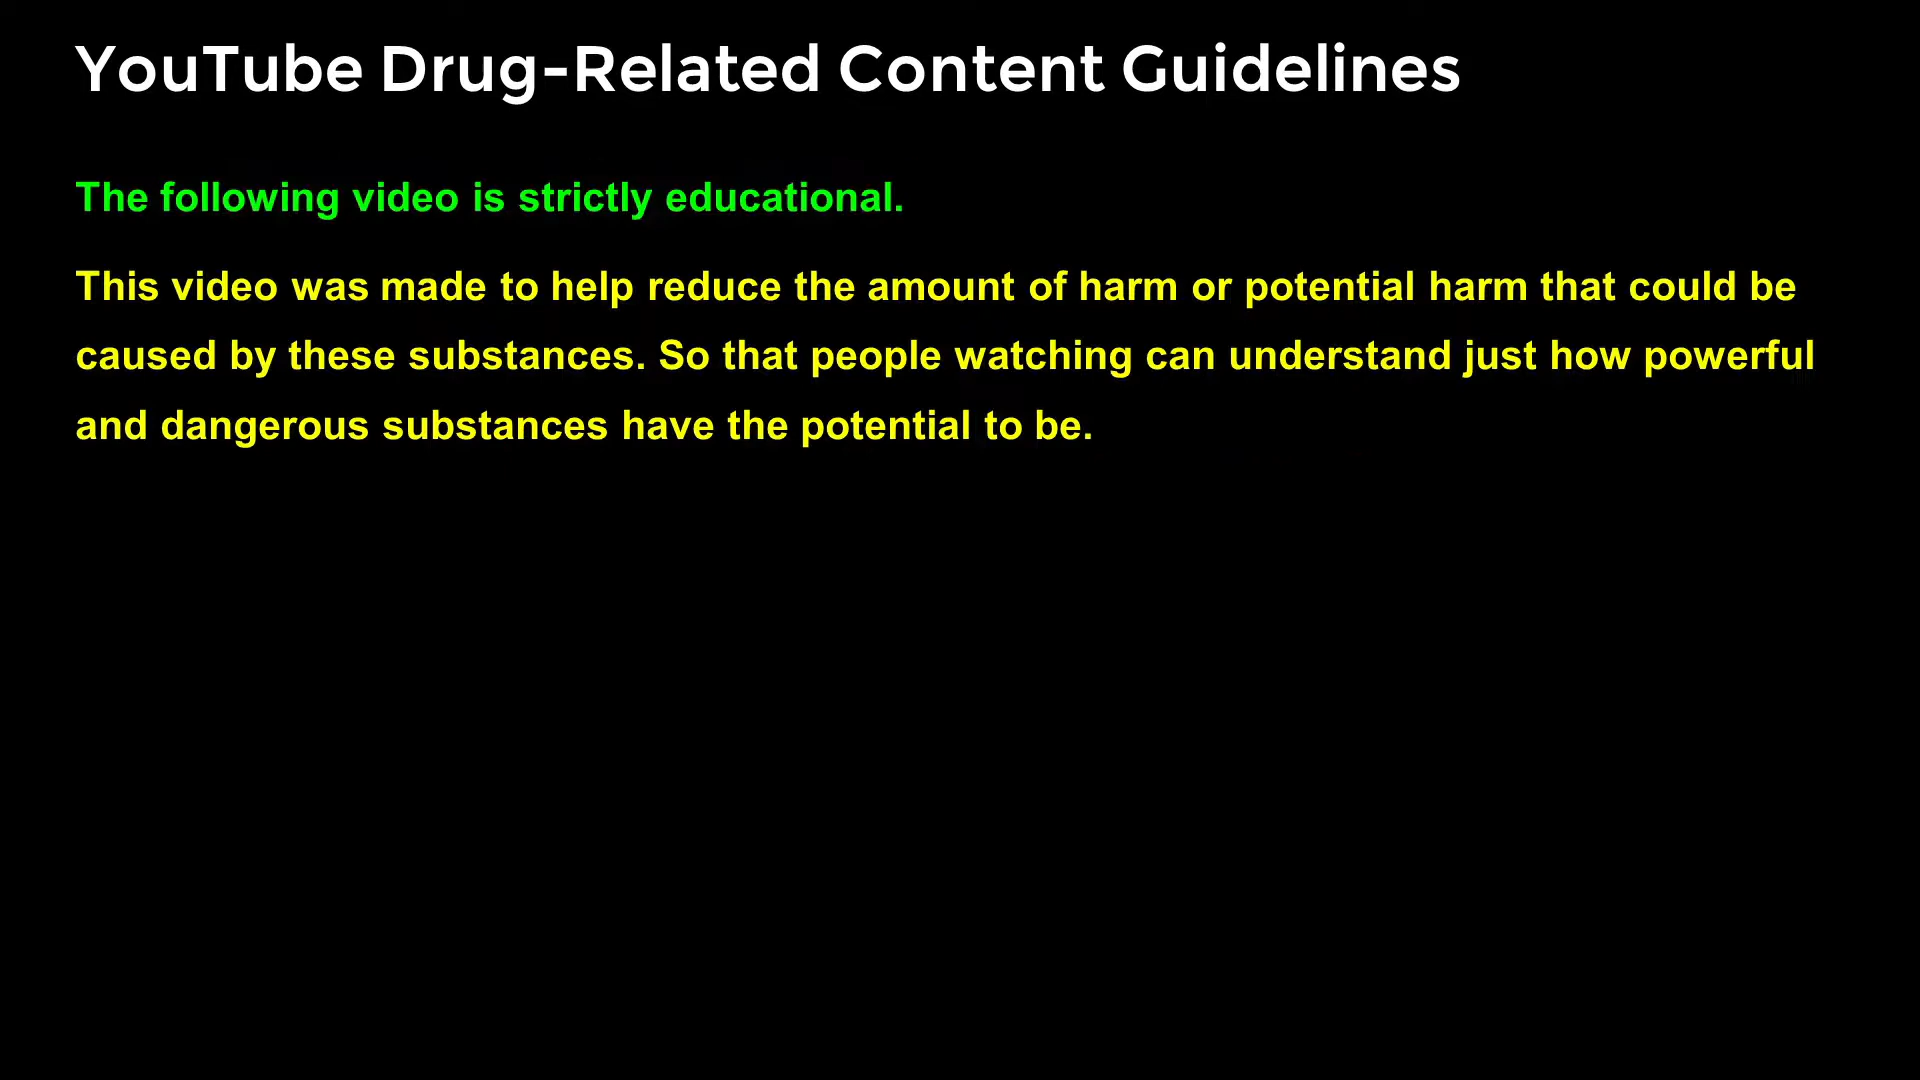 YouTube Drug-Related Content Guidelines
The following video is strictly educational.
This video was made to help reduce the amount of harm or potential harm that could be
caused by these substances. So that people watching can understand just how powerful
and dangerous substances have the potential to be.